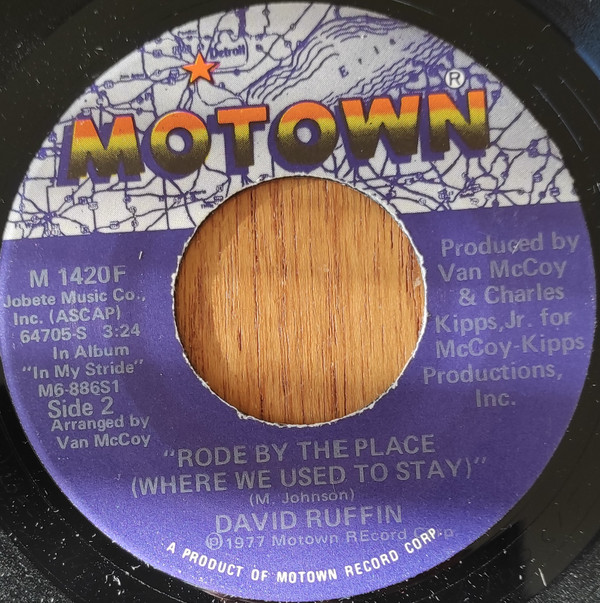 Detroit
Erie
MOTOWN
®
M 1420F
Jobete Music Co.,
Inc. (ASCAP)
64705-S 3:24
In Album
"In My Stride"
M6-886S1
Side 2
Arranged by
Van McCoy
Produced by
Van McCoy
& Charles
Kipps,Jr. for
McCoy-Kipps
Productions,
Inc.
"RODE BY THE PLACE
(WHERE WE USED TO STAY)"
(M. Johnson)
DAVID RUFFIN
℗1977 Motown REcord Corp.
A PRODUCT OF MOTOWN RECORD CORP.